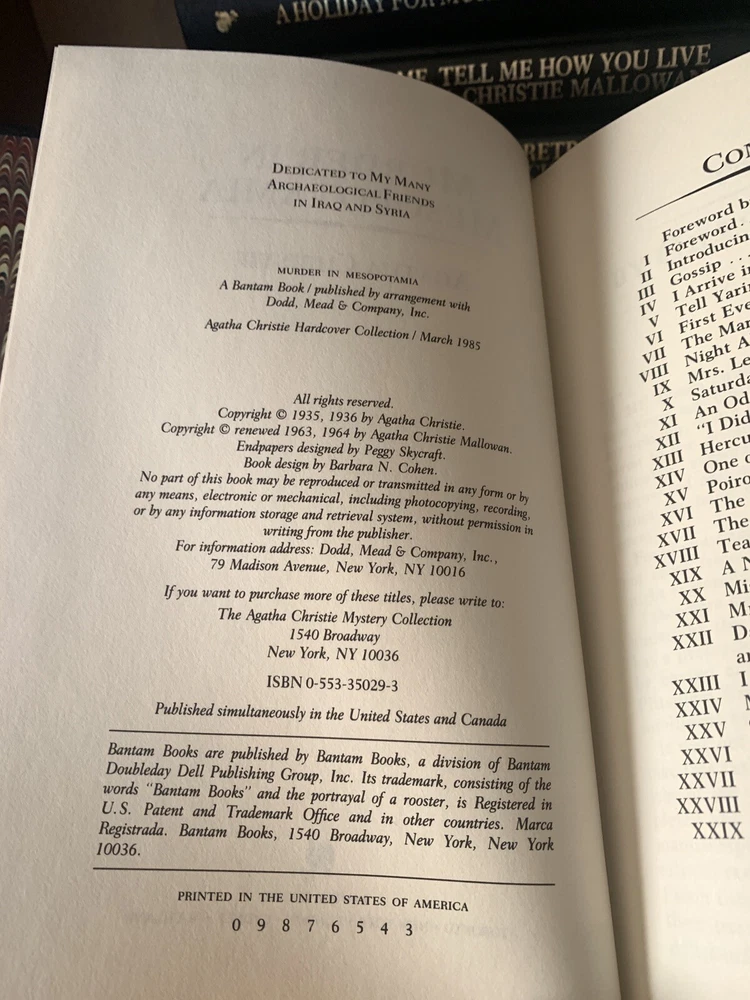 A HOLIDAY FOR
TELL ME HOW YOU LIVE
CHRISTIE MALLOWAN
DEDICATED TO MY MANY
ARCHAEOLOGICAL FRIENDS
IN IRAQ AND SYRIA
MURDER IN MESOPOTAMIA
A Bantam Book / published by arrangement with
Dodd, Mead & Company, Inc.
Agatha Christie Hardcover Collection / March 1985
All rights reserved.
Copyright © 1935, 1936 by Agatha Christie.
Copyright © renewed 1963, 1964 by Agatha Christie Mallowan.
Endpapers designed by Peggy Skycraft.
Book design by Barbara N. Cohen.
No part of this book may be reproduced or transmitted in any form or by
any means, electronic or mechanical, including photocopying, recording,
or by any information storage and retrieval system, without permission in
writing from the publisher.
For information address: Dodd, Mead & Company, Inc.,
79 Madison Avenue, New York, NY 10016
If you want to purchase more of these titles, please write to:
The Agatha Christie Mystery Collection
1540 Broadway
New York, NY 10036
ISBN 0-553-35029-3
Published simultaneously in the United States and Canada
Bantam Books are published by Bantam Books, a division of Bantam
Doubleday Dell Publishing Group, Inc. Its trademark, consisting of the
words "Bantam Books" and the portrayal of a rooster, is Registered in
U.S. Patent and Trademark Office and in other countries. Marca
Registrada. Bantam Books, 1540 Broadway, New York, New York
10036.
PRINTED IN THE UNITED STATES OF AMERICA
0 9 8 7 6 5 4 3
CON
Foreword b
Foreword .
I Introducin
II Gossip . .
III I Arrive i
IV Tell Yari
V First Eve
VI The Man
VII Night A
VIII Mrs. Le
IX Saturda
X An Od
XI "I Did
XII Hercu
XIII One o
XIV Poiro
XV The
XVI The
XVII Tea
XVIII A N
XIX Mi
XX M
XXI D
XXII
XXIII I
XXIV
XXV
XXVI
XXVII
XXVIII
XXIX